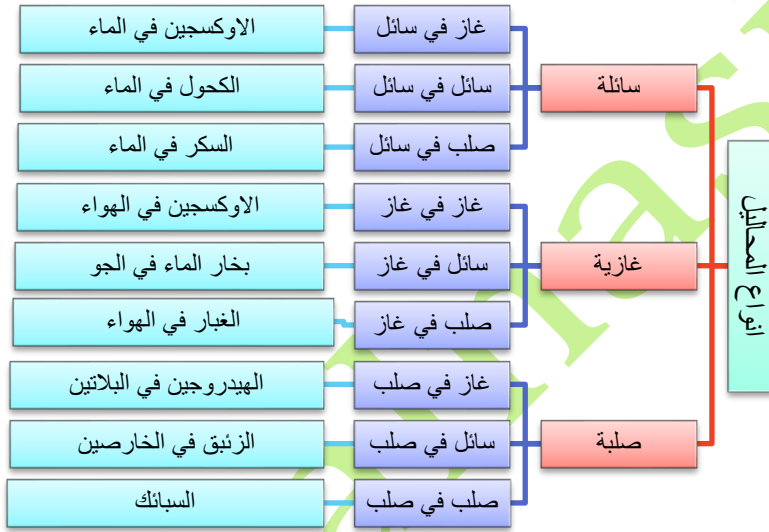 انواع المحاليل
سائلة
غاز في سائل
الاوكسجين في الماء
سائل في سائل
الكحول في الماء
صلب في سائل
السكر في الماء
غازية
غاز في غاز
الاوكسجين في الهواء
سائل في غاز
بخار الماء في الجو
صلب في غاز
الغبار في الهواء
صلبة
غاز في صلب
الهيدروجين في البلاتين
سائل في صلب
الزئبق في الخارصين
صلب في صلب
السبائك